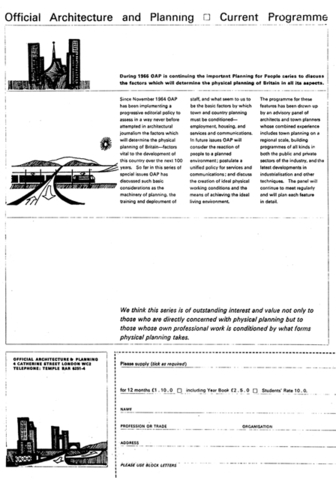 Official Architecture and Planning □ Current Programme
During 1966 OAP is continuing the important Planning for People series to discuss
the factors which will determine the physical planning of Britain in all its aspects.
Since November 1964 OAP
has been implementing a
progressive editorial policy to
assess in a way never before
attempted in architectural
journalism the factors which
will determine the physical
planning of Britain—factors
vital to the development of
this country over the next 100
years. So far in this series of
special issues OAP has
discussed such basic
considerations as the
machinery of planning, the
training and deployment of
staff, and what seem to us to
be the basic factors by which
town and country planning
must be conditioned—
employment, housing, and
services and communications.
In future issues OAP will
consider the reaction of
people to a planned
environment; postulate a
unified policy for services and
communications; and discuss
the creation of ideal physical
working conditions and the
means of achieving the ideal
living environment.
The programme for these
features has been drawn up
by an advisory panel of
architects and town planners
whose combined experience
includes town planning on a
regional scale, building
programmes of all kinds in
both the public and private
sectors of the industry, and the
latest developments in
industrialisation and other
techniques. The panel will
continue to meet regularly
and will plan each feature
in detail.
We think this series is of outstanding interest and value not only to
those who are directly concerned with physical planning but to
those whose own professional work is conditioned by what forms
physical planning takes.
OFFICIAL ARCHITECTURE & PLANNING
4 CATHERINE STREET LONDON WC2
TELEPHONE: TEMPLE BAR
Please supply (tick as required)
for 12 months £1.10.0 □ including Year Book £2.5.0 □ Students' Rate 10.0.
NAME
PROFESSION OR TRADE ORGANISATION
ADDRESS
PLEASE USE BLOCK LETTERS